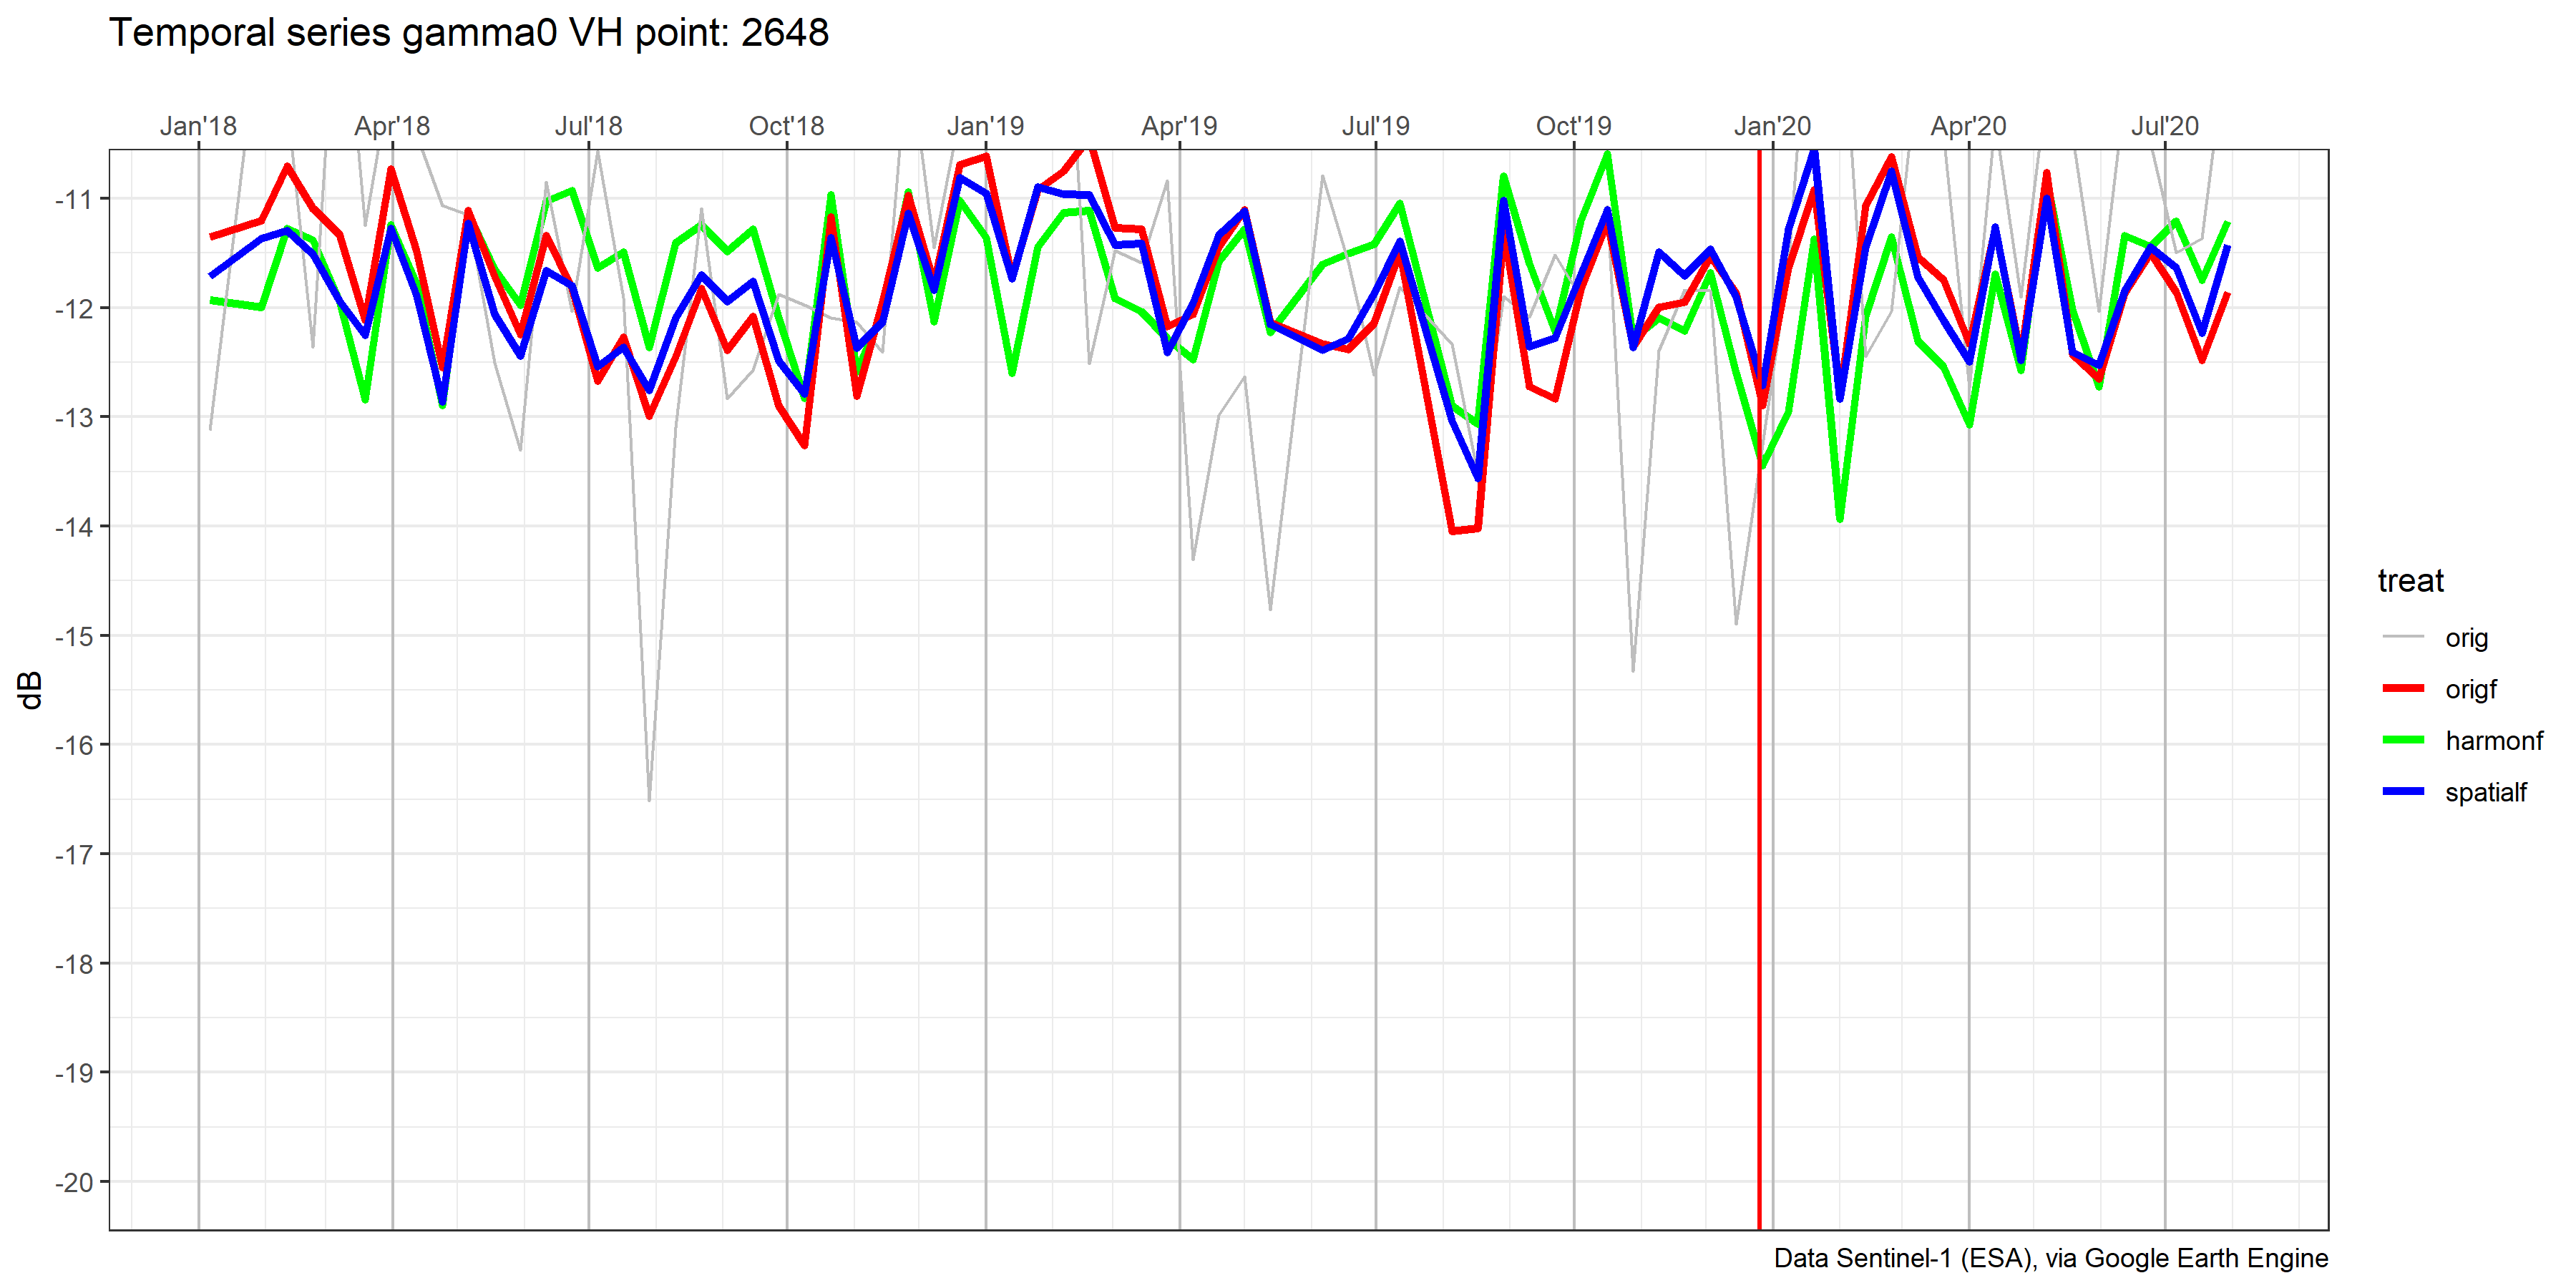 Temporal series gamma0 VH point: 2648
Jan'18 Apr'18 Jul'18 Oct'18 Jan'19 Apr'19 Jul'19 Oct'19 Jan'20 Apr'20 Jul'20
-11
-12
-13
-14
-15
-16
-17
-18
-19
-20
dB
treat
orig
origf
harmonf
spatialf
Data Sentinel-1 (ESA), via Google Earth Engine